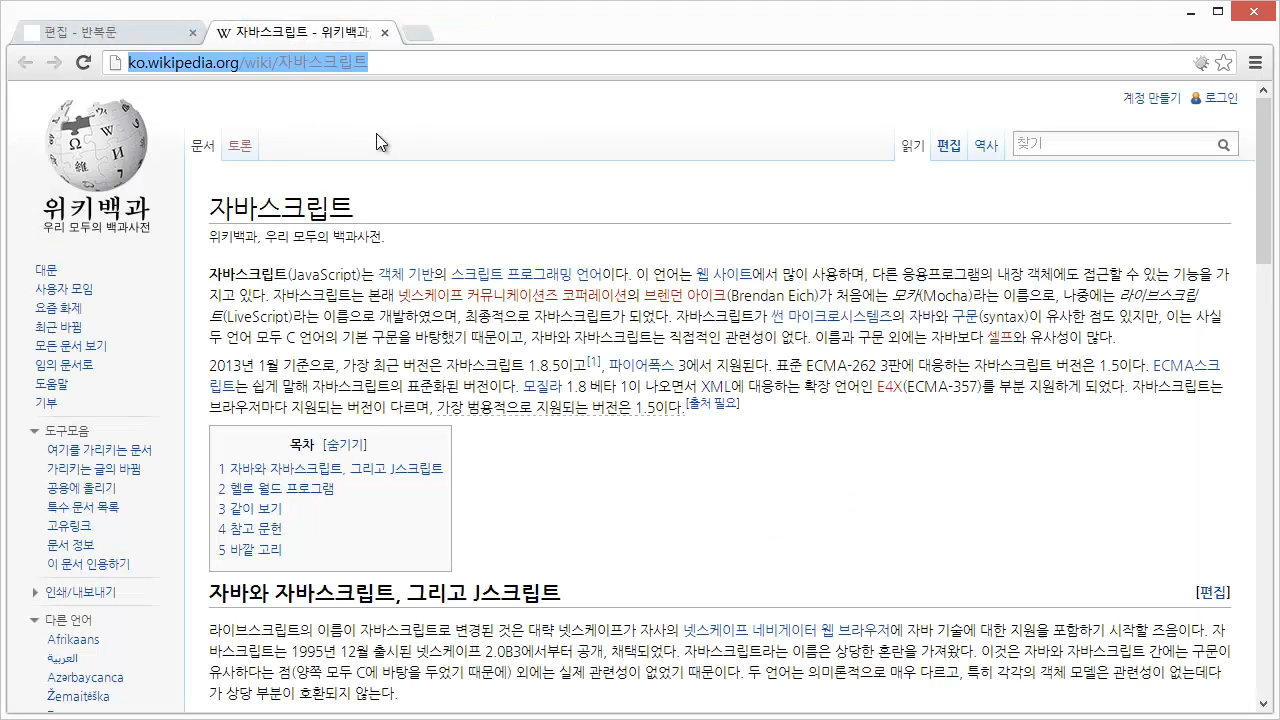 편집 - 반복문
자바스크립트 - 위키백과,
ko.wikipedia.org/wiki/자바스크립트
계정 만들기 로그인
문서 토론 읽기 편집 역사 찾기
위키백과
우리 모두의 백과사전
자바스크립트
위키백과, 우리 모두의 백과사전.
자바스크립트(JavaScript)는 객체 기반의 스크립트 프로그래밍 언어이다. 이 언어는 웹 사이트에서 많이 사용하며, 다른 응용프로그램의 내장 객체에도 접근할 수 있는 기능을 가
지고 있다. 자바스크립트는 본래 넷스케이프 커뮤니케이션즈 코퍼레이션의 브렌던 아이크(Brendan Eich)가 처음에는 모카(Mocha)라는 이름으로, 나중에는 라이브스크립
트(LiveScript)라는 이름으로 개발하였으며, 최종적으로 자바스크립트가 되었다. 자바스크립트가 썬 마이크로시스템즈의 자바와 구문(syntax)이 유사한 점도 있지만, 이는 사실
두 언어 모두 C 언어의 기본 구문을 바탕했기 때문이고, 자바와 자바스크립트는 직접적인 관련성이 없다. 이름과 구문 외에는 자바보다 셀프와 유사성이 많다.
2013년 1월 기준으로, 가장 최근 버전은 자바스크립트 1.8.5이고[1], 파이어폭스 3에서 지원된다. 표준 ECMA-262 3판에 대응하는 자바스크립트 버전은 1.5이다. ECMA스크
립트는 쉽게 말해 자바스크립트의 표준화된 버전이다. 모질라 1.8 베타 1이 나오면서 XML에 대응하는 확장 언어인 E4X(ECMA-357)를 부분 지원하게 되었다. 자바스크립트는
브라우저마다 지원되는 버전이 다르며, 가장 범용적으로 지원되는 버전은 1.5이다.[출처 필요]
목차 [숨기기]
1 자바와 자바스크립트, 그리고 J스크립트
2 헬로 월드 프로그램
3 같이 보기
4 참고 문헌
5 바깥 고리
자바와 자바스크립트, 그리고 J스크립트 [편집]
라이브스크립트의 이름이 자바스크립트로 변경된 것은 대략 넷스케이프가 자사의 넷스케이프 네비게이터 웹 브라우저에 자바 기술에 대한 지원을 포함하기 시작할 즈음이다. 자
바스크립트는 1995년 12월 출시된 넷스케이프 2.0B3에서부터 공개, 채택되었다. 자바스크립트라는 이름은 상당한 혼란을 가져왔다. 이것은 자바와 자바스크립트 간에는 구문이
유사하다는 점(양쪽 모두 C에 바탕을 두었기 때문에) 외에는 실제 관련성이 없었기 때문이다. 두 언어는 의미론적으로 매우 다르고, 특히 각각의 객체 모델은 관련성이 없는데다
가 상당 부분이 호환되지 않는다.
대문
사용자 모임
요즘 화제
최근 바뀜
모든 문서 보기
임의 문서로
도움말
기부
도구모음
여기를 가리키는 문서
가리키는 글의 바뀜
공용에 올리기
특수 문서 목록
고유링크
문서 정보
이 문서 인용하기
인쇄/내보내기
다른 언어
Afrikaans
العربية
Azərbaycanca
Žemaitėška